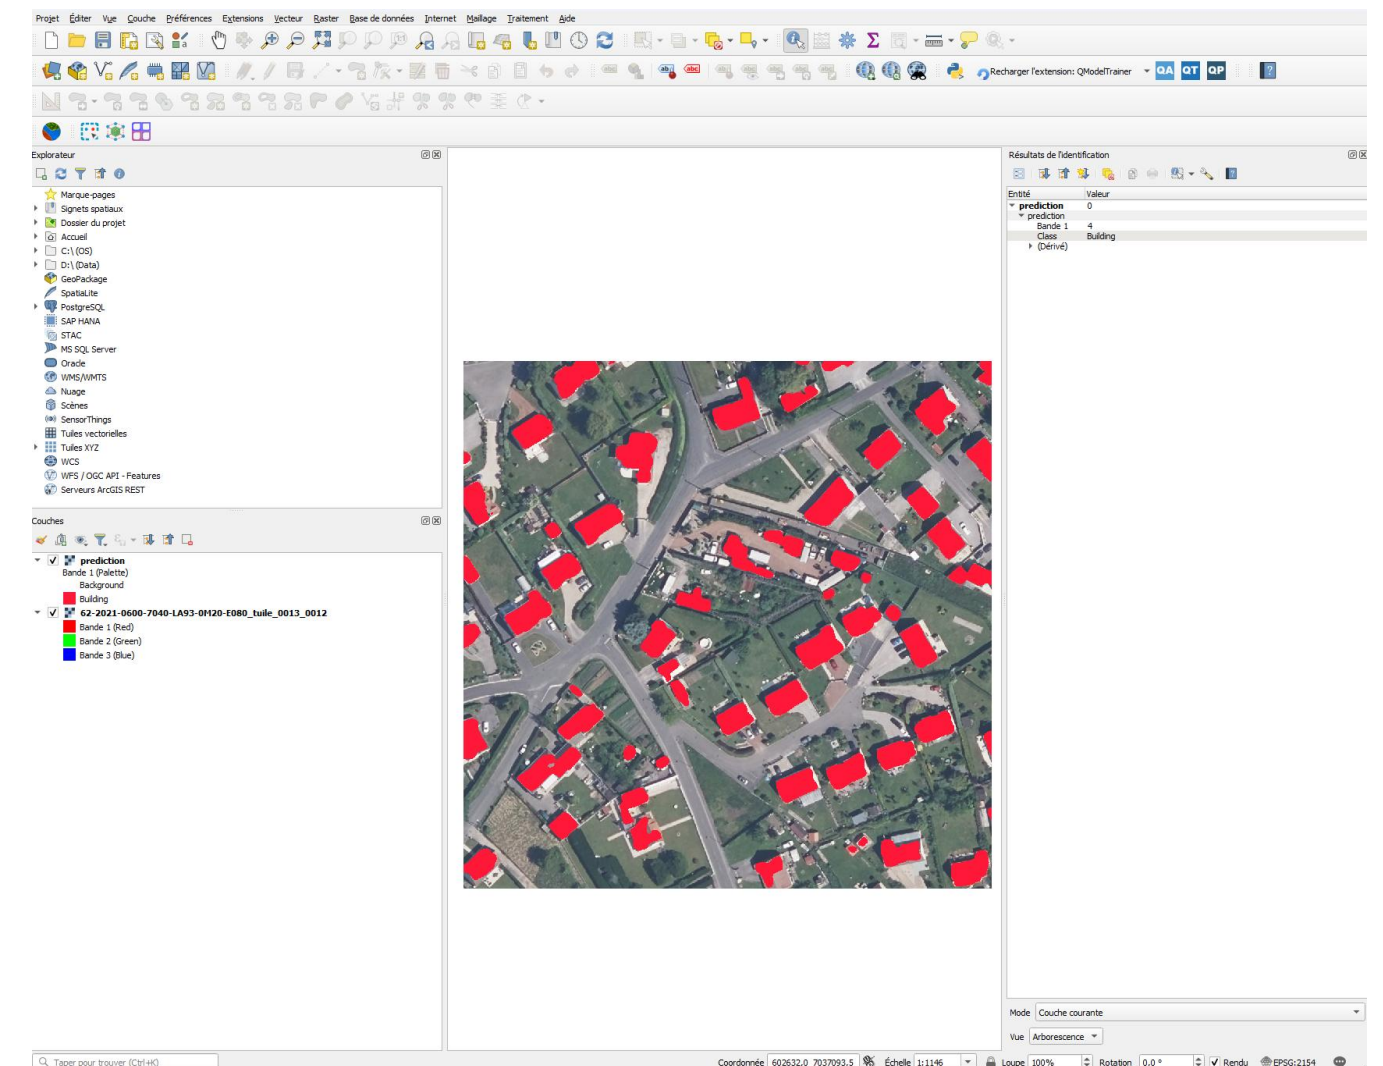 Projet Éditer Vue Couche Préférences Extensions Vecteur Raster Base de données Internet Maillage Traitement Aide
Recharger l'extension: QModelTrainer QA QT QP
Explorateur
Marque-pages
Signets spatiaux
Dossier du projet
Accueil
C:\ (OS)
D:\ (Data)
GeoPackage
SpatiaLite
PostgreSQL
SAP HANA
STAC
MS SQL Server
Oracle
WMS/WMTS
Nuage
Scènes
SensorThings
Tuiles vectorielles
Tuiles XYZ
WCS
WFS / OGC API - Features
Serveurs ArcGIS REST
Couches
prediction
Bande 1 (Palette)
Background
Building
62-2021-0600-7040-LA93-0M20-E080_tuile_0013_0012
Bande 1 (Red)
Bande 2 (Green)
Bande 3 (Blue)
Résultats de l'identification
Entité Valeur
prediction 0
prediction
Bande 1 4
Class Building
(Dérivé)
Mode Couche courante
Vue Arborescence
Taper pour trouver (Ctrl+K) Coordonnée 602632.0 7037093.5 Échelle 1:1146 Loupe 100% Rotation 0.0 ° Rendu EPSG:2154